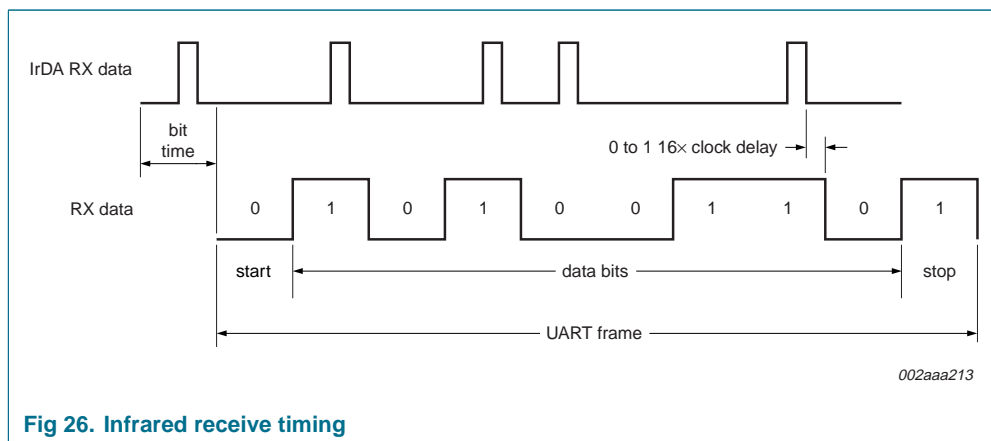 IrDA RX data
bit
time
0 to 1 16× clock delay
RX data
0 1 0 1 0 0 1 1 0 1
start data bits stop
UART frame
002aaa213
Fig 26. Infrared receive timing